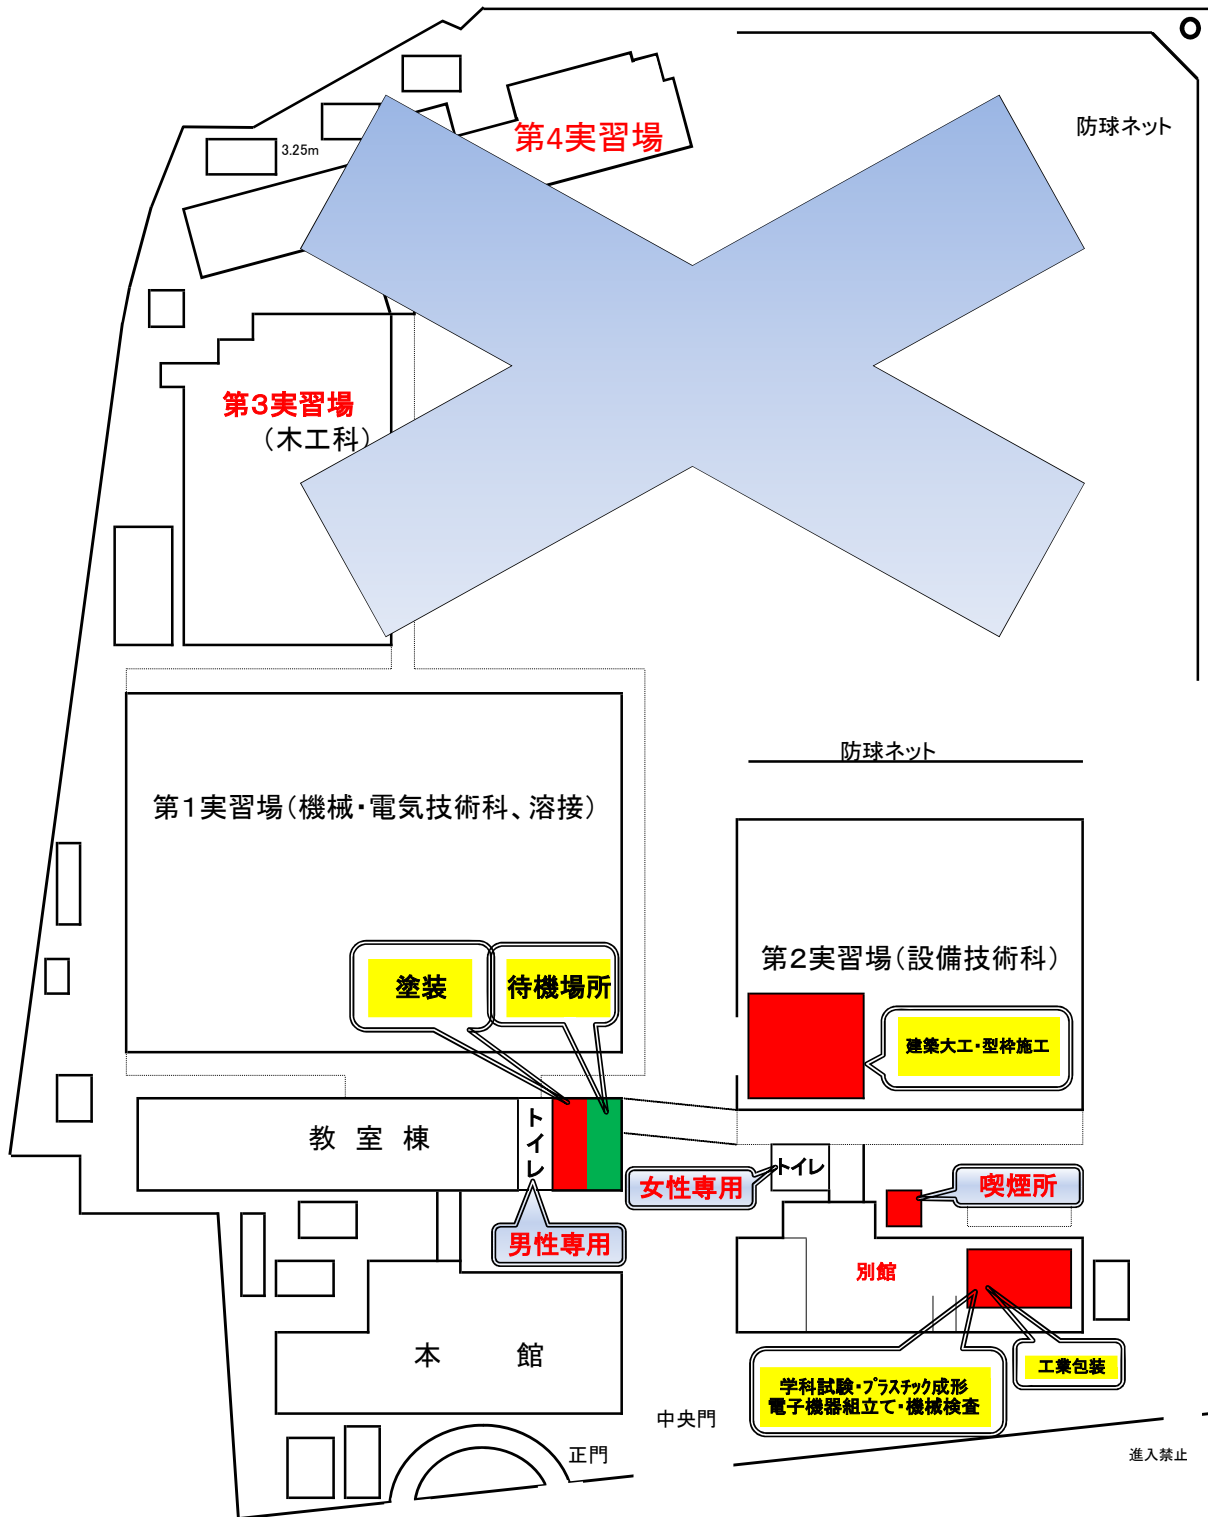 防球ネット
第4実習場
3.25m
第3実習場
（木工科）
防球ネット
第1実習場（機械・電気技術科、溶接）
第2実習場（設備技術科）
塗装
待機場所
建築大工・型枠施工
教 室 棟
トイレ
トイレ
女性専用
喫煙所
男性専用
別館
本 館
工業包装
学科試験・プラスチック成形
電子機器組立て・機械検査
中央門
正門
進入禁止